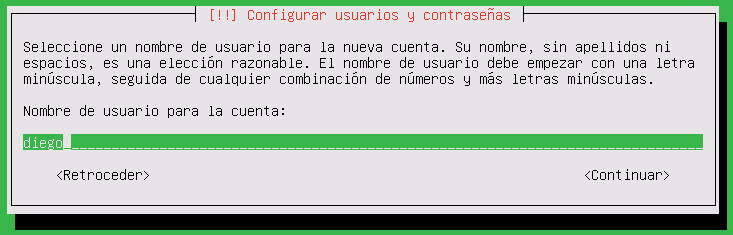 [!!] Configurar usuarios y contraseñas
Seleccione un nombre de usuario para la nueva cuenta. Su nombre, sin apellidos ni
espacios, es una elección razonable. El nombre de usuario debe empezar con una letra
minúscula, seguida de cualquier combinación de números y más letras minúsculas.
Nombre de usuario para la cuenta:
diego
<Retroceder> <Continuar>